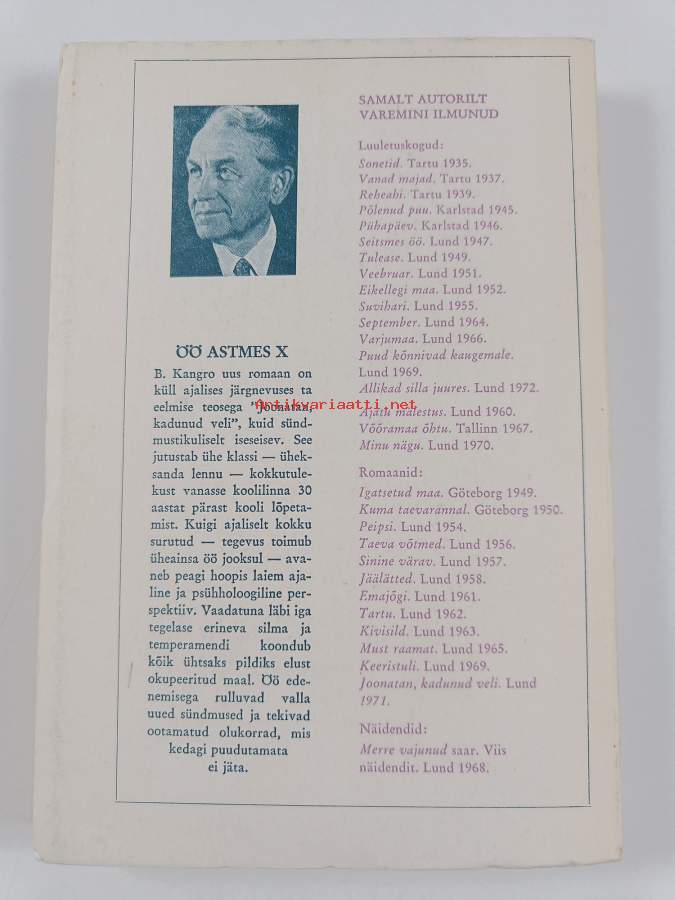 ÖÖ ASTMES X
B. Kangro uus romaan on
küll ajalises järgnevuses ta
eelmise teosega "Joonatan,
kadunud veli", kuid sünd-
mustikuliselt iseseisev. See
jutustab ühe klassi — ühek-
sanda lennu — kokkutule-
kust vanasse koolilinna 30
aastat pärast kooli lõpeta-
mist. Kuigi ajaliselt kokku
surutud — tegevus toimub
üheainsa öö jooksul — ava-
neb peagi hoopis laiem aja-
line ja psühholoogiline per-
spektiiv. Vaadatuna läbi iga
tegelase erineva silma ja
temperamendi koondub
kõik ühtsaks pildiks elust
okupeeritud maal. Öö ede-
nemisega rulluvad valla
uued sündmused ja tekivad
ootamatud olukorrad, mis
kedagi puudutamata
ei jäta.
SAMALT AUTORILT
VAREMINI ILMUNUD
Luuletuskogud:
Sonetid. Tartu 1935.
Vanad majad. Tartu 1937.
Reheahi. Tartu 1939.
Põlenud puu. Karlstad 1945.
Pühapäev. Karlstad 1946.
Seitsmes öö. Lund 1947.
Tulease. Lund 1949.
Veebruar. Lund 1951.
Eikellegi maa. Lund 1952.
Suvihari. Lund 1955.
September. Lund 1964.
Varjumaa. Lund 1966.
Puud kõnnivad kaugemale.
Lund 1969.
Allikad silla juures. Lund 1972.
Ajatu mälestus. Lund 1960.
Võõramaa õhtu. Tallinn 1967.
Minu nägu. Lund 1970.
Romaanid:
Igatsetud maa. Göteborg 1949.
Kuma taevarannal. Göteborg 1950.
Peipsi. Lund 1954.
Taeva võtmed. Lund 1956.
Sinine värav. Lund 1957.
Jäälätted. Lund 1958.
Emajõgi. Lund 1961.
Tartu. Lund 1962.
Kivisild. Lund 1963.
Must raamat. Lund 1965.
Keeristuli. Lund 1969.
Joonatan, kadunud veli. Lund
1971.
Näidendid:
Merre vajunud saar. Viis
näidendit. Lund 1968.
Antikvariaatti.net